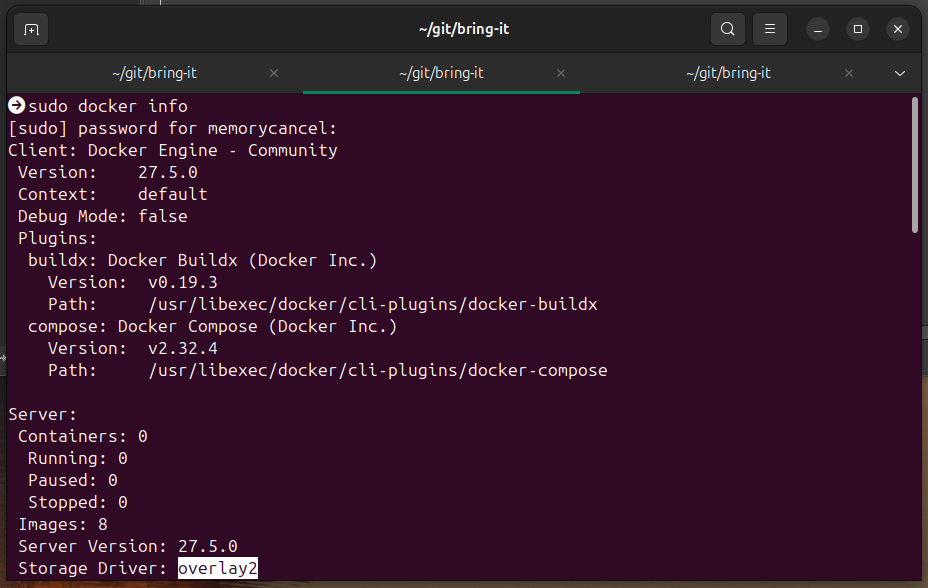 ~/git/bring-it
~/git/bring-it
~/git/bring-it
~/git/bring-it
sudo docker info
[sudo] password for memorycancel:
Client: Docker Engine - Community
Version:    27.5.0
Context:    default
Debug Mode: false
Plugins:
buildx: Docker Buildx (Docker Inc.)
Version:  v0.19.3
Path:     /usr/libexec/docker/cli-plugins/docker-buildx
compose: Docker Compose (Docker Inc.)
Version:  v2.32.4
Path:     /usr/libexec/docker/cli-plugins/docker-compose
Server:
Containers: 0
Running: 0
Paused: 0
Stopped: 0
Images: 8
Server Version: 27.5.0
Storage Driver: overlay2